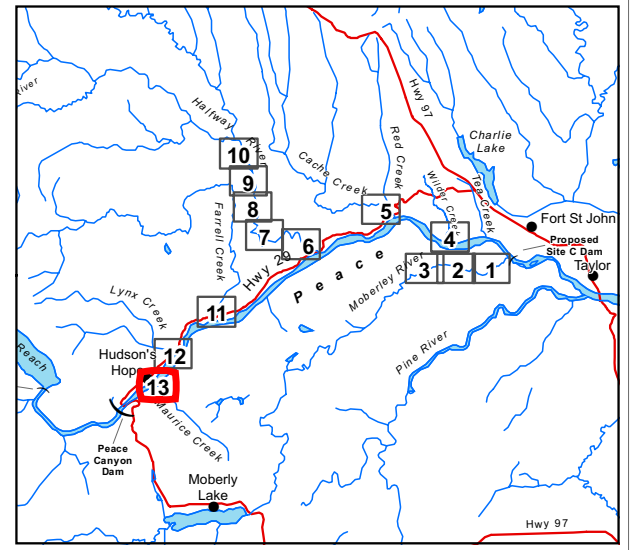 River
Halfway
River
Hwy 97
Charlie
Lake
10
Red Creek
Cache Creek
9
Wilder Creek
Tea Creek
8
5
Farrell Creek
Fort St John
7
6
4
Proposed
Site C Dam
Hwy 29
Peace
Moberley River
3
2
1
Taylor
Lynx Creek
11
Pine River
Reach
Hudson's
Hope
12
13
Maurice Creek
Peace
Canyon
Dam
Moberly
Lake
Hwy 97